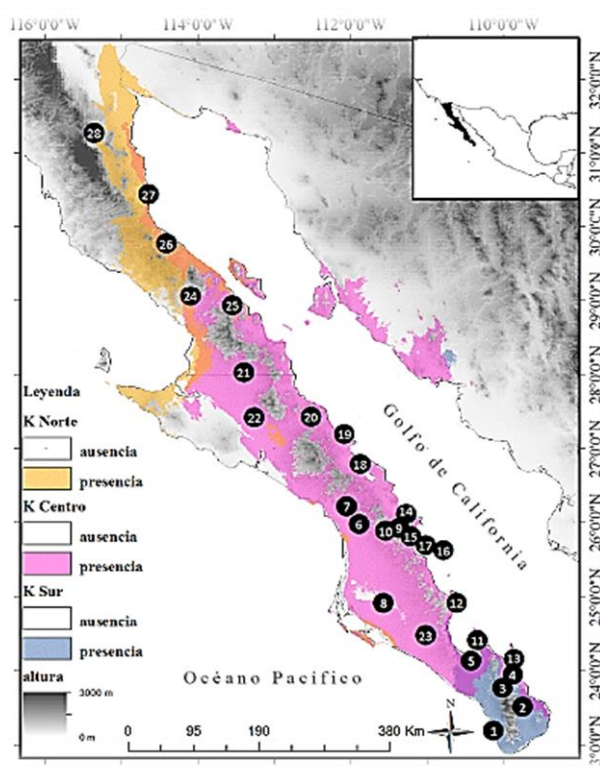 116°0'0"W 114°0'0"W 112°0'0"W 110°0'0"W
32°0'0"N
31°0'0"N
30°0'0"N
29°0'0"N
28°0'0"N
27°0'0"N
26°0'0"N
25°0'0"N
24°0'0"N
3°0'0"N
28
27
26
24
25
21
22
20
19
18
7
6
14
10 9 15
17 16
8
12
23
11
5
13
4
3
2
1
Golfo de California
Océano Pacífico
Leyenda
K Norte
ausencia
presencia
K Centro
ausencia
presencia
K Sur
ausencia
presencia
altura
3000 m
0 m
N
0 95 190 380 Km